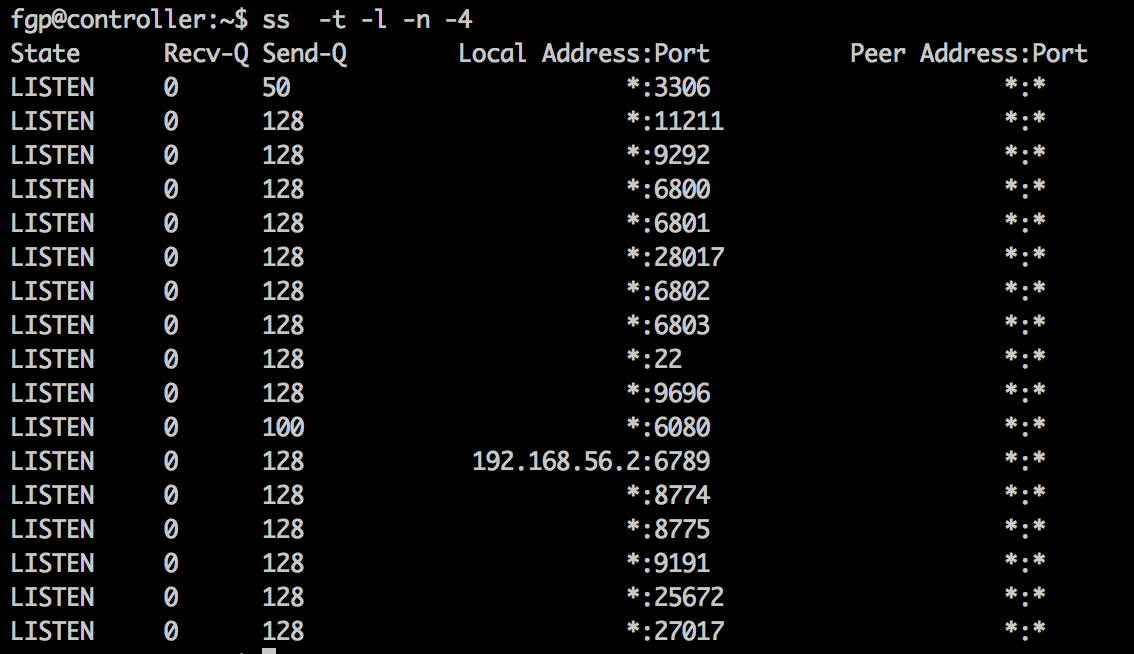 fgp@controller:~$ ss  -t -l -n -4
State      Recv-Q Send-Q        Local Address:Port          Peer Address:Port
LISTEN     0      50                        *:3306                     *:*
LISTEN     0      128                       *:11211                    *:*
LISTEN     0      128                       *:9292                     *:*
LISTEN     0      128                       *:6800                     *:*
LISTEN     0      128                       *:6801                     *:*
LISTEN     0      128                       *:28017                    *:*
LISTEN     0      128                       *:6802                     *:*
LISTEN     0      128                       *:6803                     *:*
LISTEN     0      128                       *:22                       *:*
LISTEN     0      128                       *:9696                     *:*
LISTEN     0      100                       *:6080                     *:*
LISTEN     0      128            192.168.56.2:6789                     *:*
LISTEN     0      128                       *:8774                     *:*
LISTEN     0      128                       *:8775                     *:*
LISTEN     0      128                       *:9191                     *:*
LISTEN     0      128                       *:25672                    *:*
LISTEN     0      128                       *:27017                    *:*